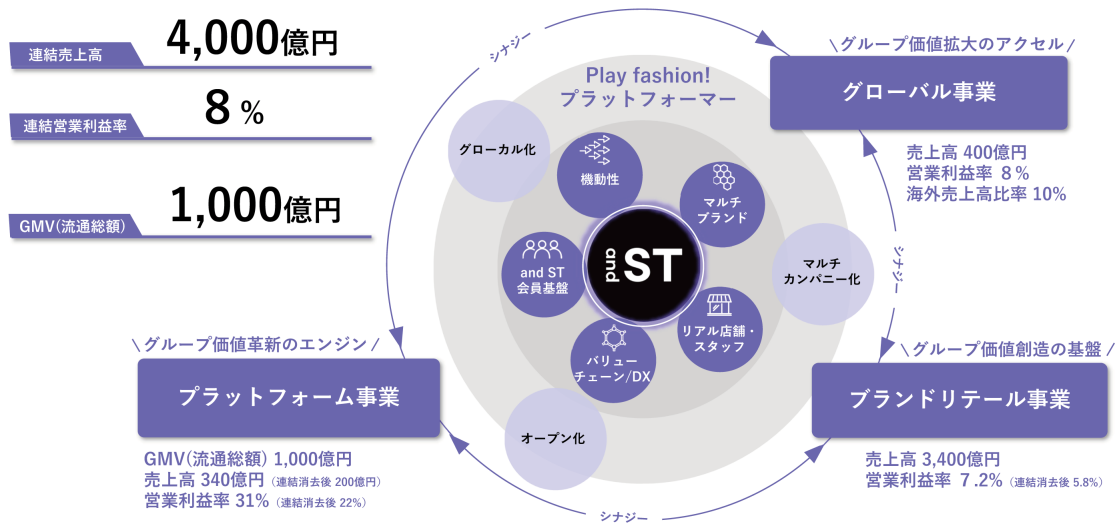 連結売上高
4,000億円
連結営業利益率
8 %
GMV(流通総額)
1,000億円
シナジー
Play fashion!
プラットフォーマー
グローカル化
機動性
マルチ
ブランド
and ST
会員基盤
and ST
リアル店舗・
スタッフ
バリュー
チェーン/DX
マルチ
カンパニー化
オープン化
\グループ価値拡大のアクセル/
グローバル事業
売上高 400億円
営業利益率 8%
海外売上高比率 10%
シナジー
\グループ価値革新のエンジン/
プラットフォーム事業
GMV(流通総額) 1,000億円
売上高 340億円(連結消去後 200億円)
営業利益率 31%(連結消去後 22%)
\グループ価値創造の基盤/
ブランドリテール事業
売上高 3,400億円
営業利益率 7.2%(連結消去後 5.8%)
シナジー